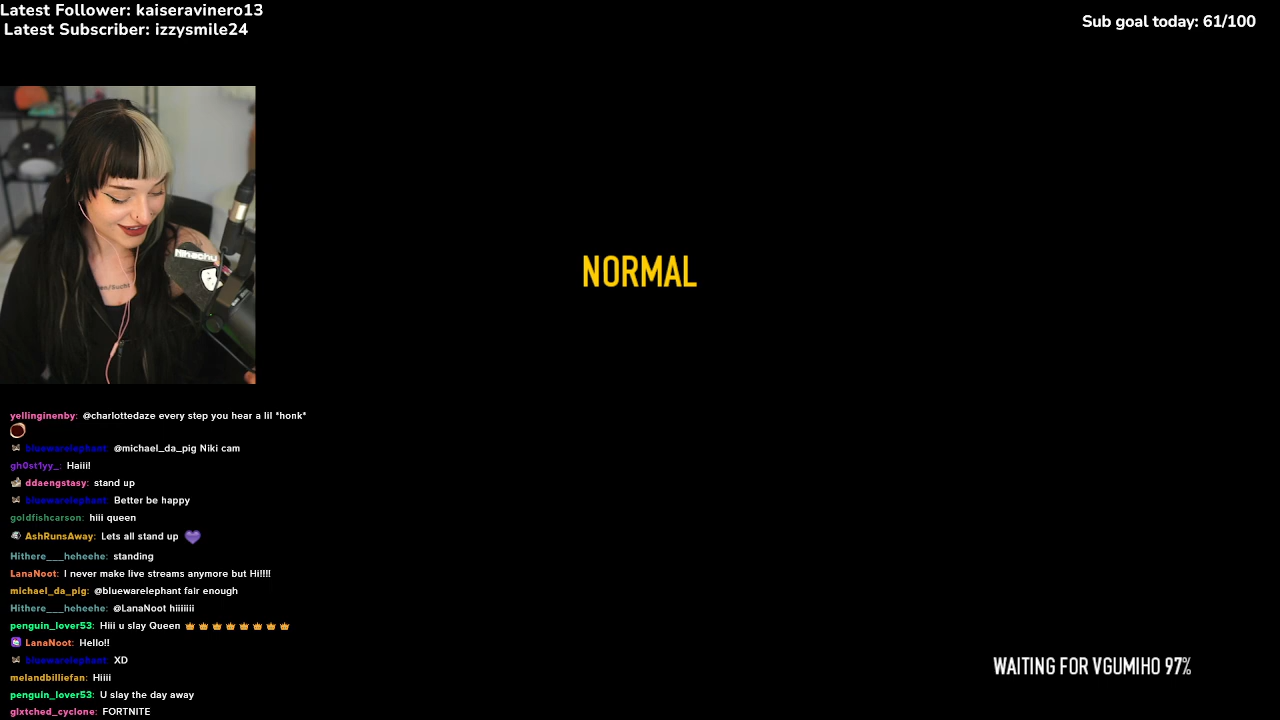 Latest Follower: kaiseravinero13
Latest Subscriber: izzysmile24
Sub goal today: 61/100
Nihachu
NORMAL
yellinginenby: @charlottedaze every step you hear a lil *honk*
bluewarelephant @michael_da_pig Niki cam
gh0st1yy_: Haiii!
ddaengstasy: stand up
bluewarelephant Better be happy
goldfishcarson: hiii queen
AshRunsAway: Lets all stand up
Hithere___heheehe: standing
LanaNoot: I never make live streams anymore but Hi!!!!
michael_da_pig: @bluewarelephant fair enough
Hithere___heheehe: @LanaNoot hiiiiiii
penguin_lover53: Hiii u slay Queen 👑 👑 👑 👑 👑 👑 👑 👑
LanaNoot: Hello!!
bluewarelephant XD
WAITING FOR VGUMIHO 97%
melandbilliefan: Hiiii
penguin_lover53: U slay the day away
glxtched_cyclone: FORTNITE